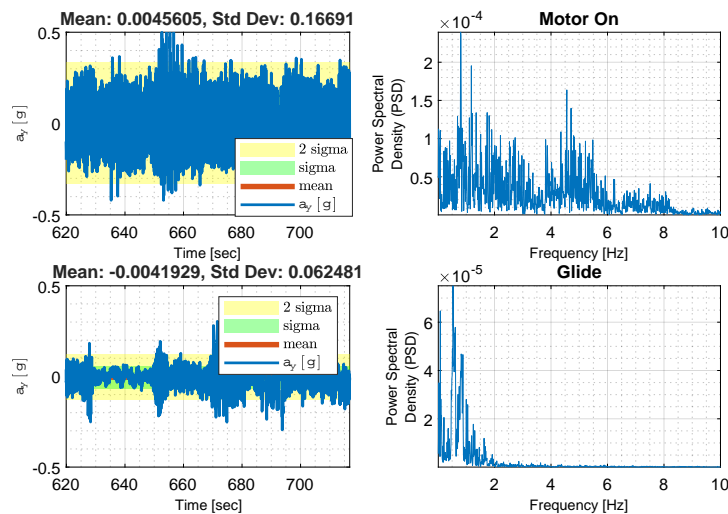 Mean: 0.0045605, Std Dev: 0.16691
0.5
0
-0.5
a_y [g]
2 sigma
sigma
mean
a_y [g]
620 640 660 680 700
Time [sec]
×10⁻⁴
Motor On
2
1.5
1
0.5
Power Spectral
Density (PSD)
2 4 6 8 10
Frequency [Hz]
Mean: -0.0041929, Std Dev: 0.062481
0.5
0
-0.5
a_y [g]
2 sigma
sigma
mean
a_y [g]
620 640 660 680 700
Time [sec]
×10⁻⁵
Glide
6
4
2
Power Spectral
Density (PSD)
2 4 6 8 10
Frequency [Hz]